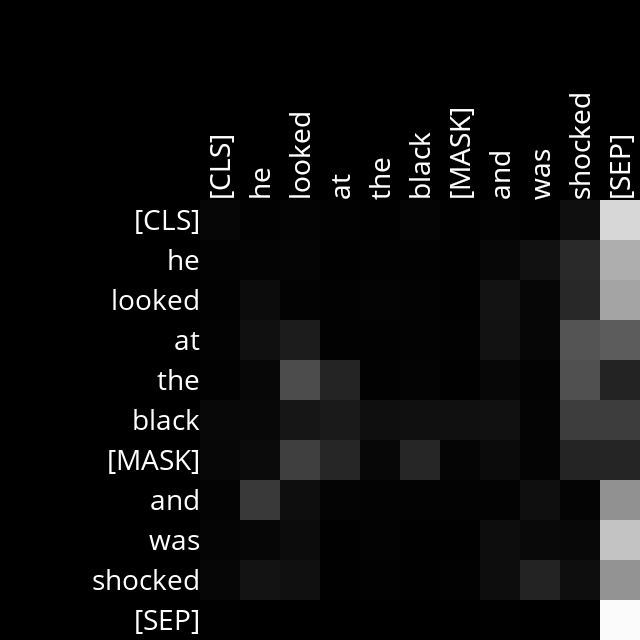 [CLS] he looked at the black [MASK] and was shocked [SEP]
[CLS]
he
looked
at
the
black
[MASK]
and
was
shocked
[SEP]